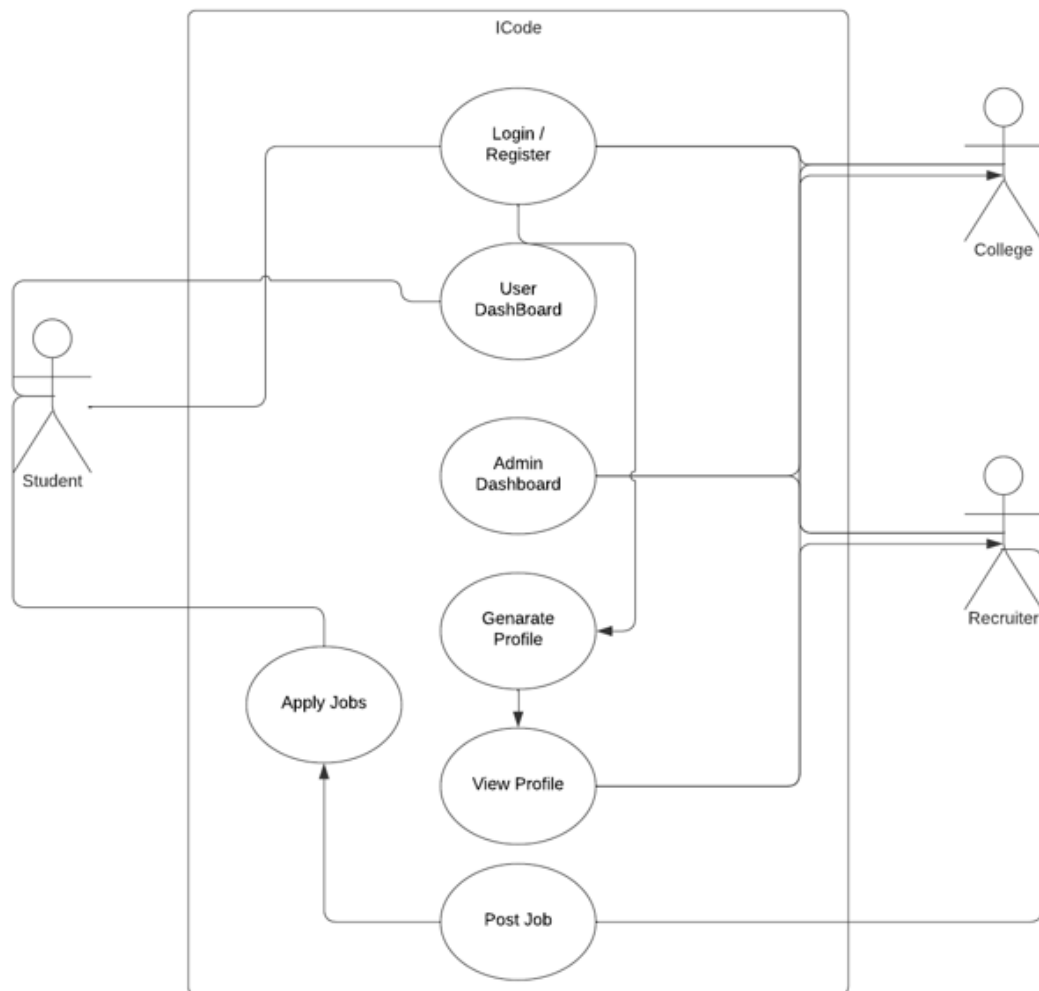 ICode
Login /
Register
College
User
DashBoard
Student
Admin
Dashboard
Recruiter
Genarate
Profile
Apply Jobs
View Profile
Post Job